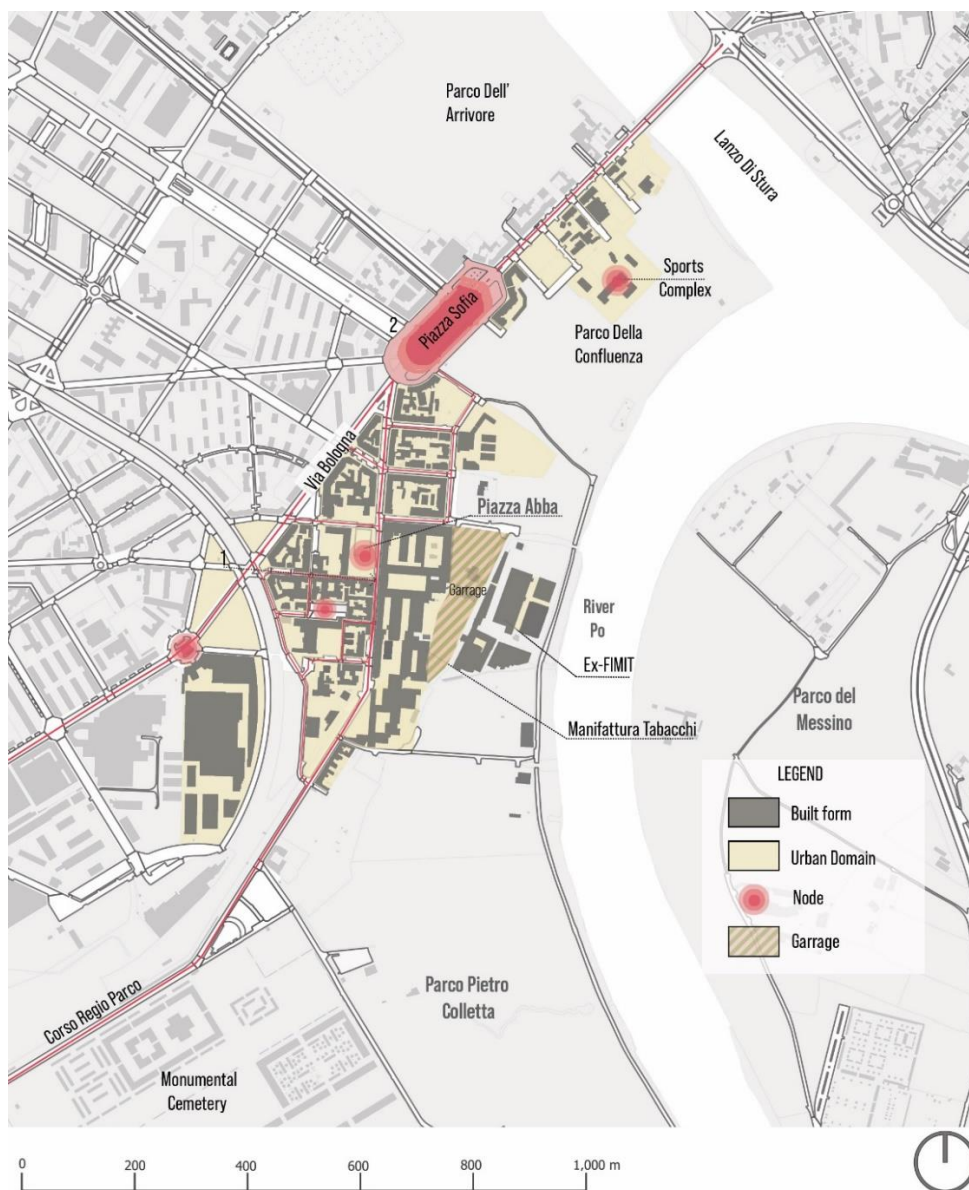 Parco Dell'
Arrivore
Lanzo Di Stura
Sports
Complex
2
Piazza Sofia
Parco Della
Confluenza
Via Bologna
Piazza Abba
1
Garrage
River
Po
Ex-FIMIT
Manifattura Tabacchi
Parco del
Messino
LEGEND
Built form
Urban Domain
Node
Garrage
Parco Pietro
Colletta
Corso Regio Parco
Monumental
Cemetery
0 200 400 600 800 1,000 m